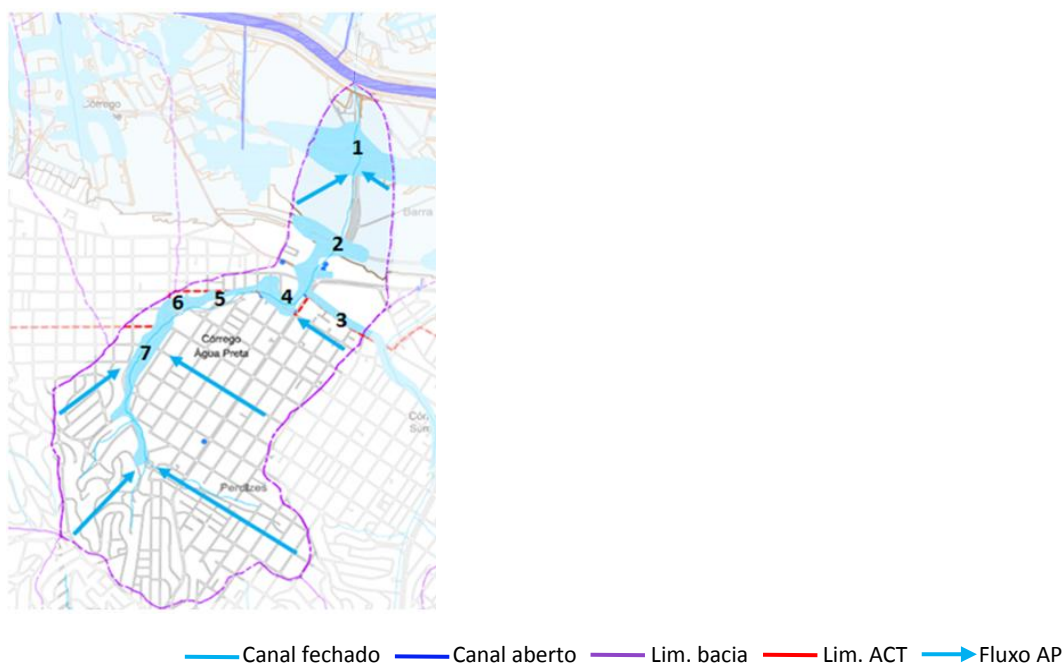 Córrego
1
Barra
2
4
5
6
3
7
Córrego
Água Preta
Perdizes
Canal fechado
Canal aberto
Lim. bacia
Lim. ACT
Fluxo AP